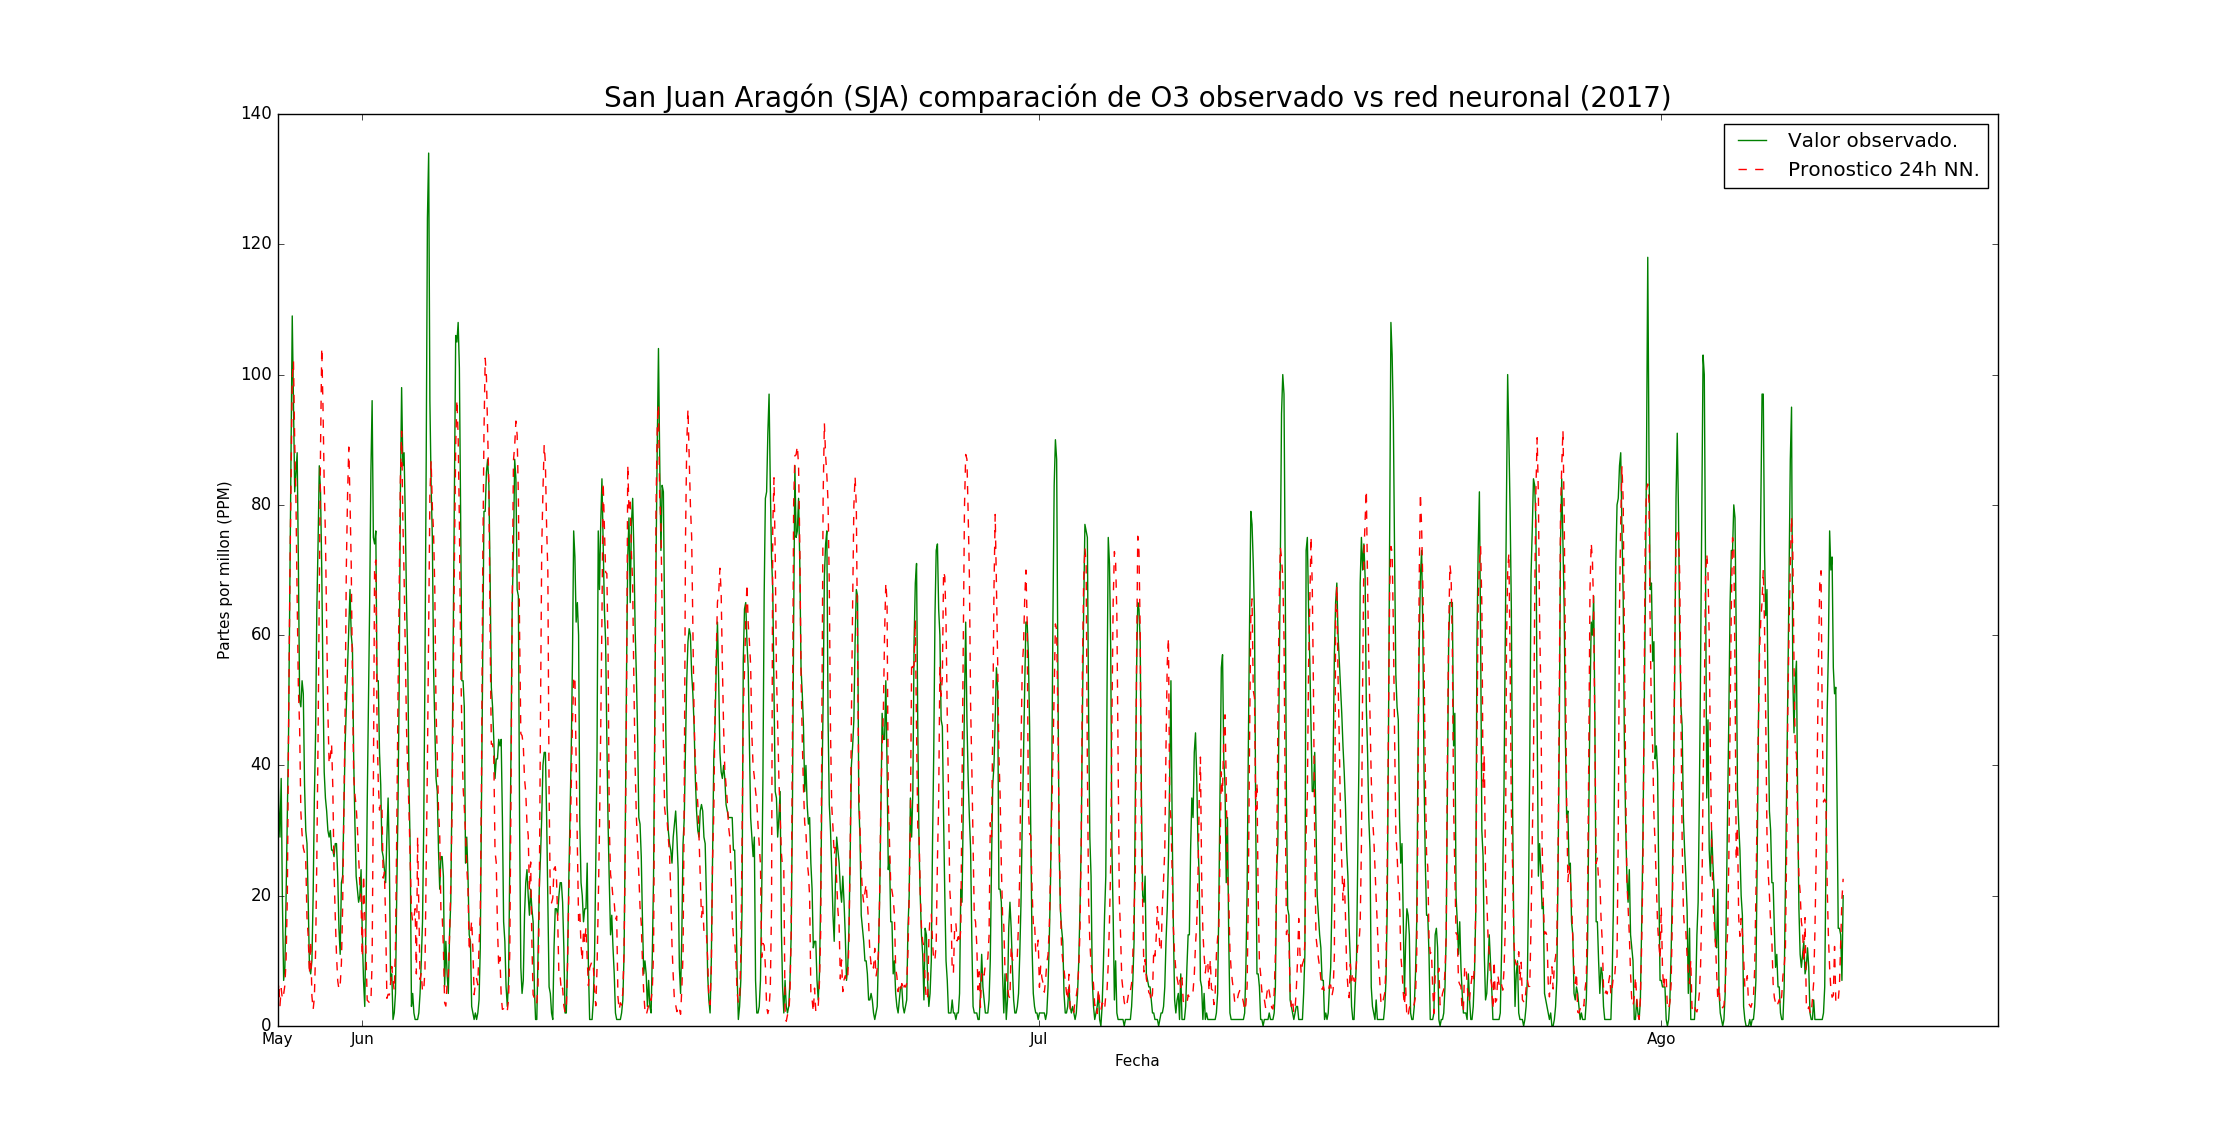 San Juan Aragón (SJA) comparación de O3 observado vs red neuronal (2017)
Valor observado.
Pronostico 24h NN.
Partes por millon (PPM)
140
120
100
80
60
40
20
0
May Jun Jul Ago
Fecha